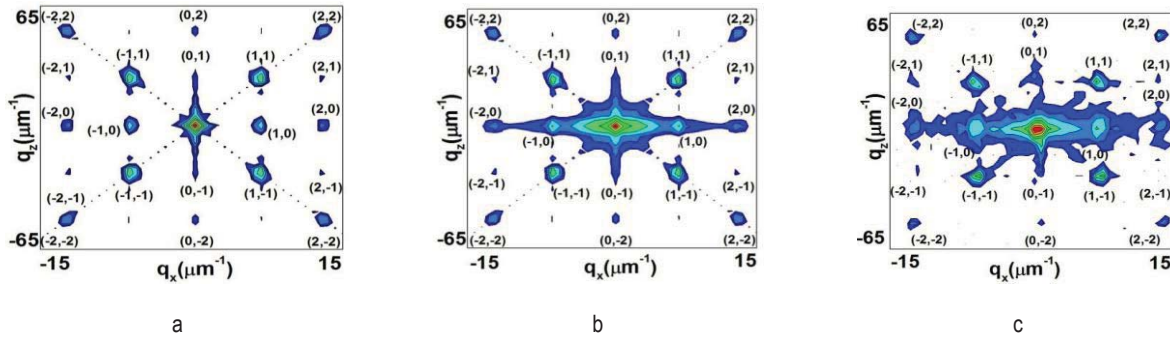 65 (-2,2) (0,2) (2,2)
(-1,1) (0,1) (1,1)
(-2,1) (2,1)
q_z(μm⁻¹)
(-2,0) (2,0)
(-1,0) (1,0)
(-2,-1) (-1,-1) (0,-1) (1,-1) (2,-1)
-65 (-2,-2) (0,-2) (2,-2)
-15 q_x(μm⁻¹) 15
a
65 (-2,2) (0,2) (2,2)
(-1,1) (0,1) (1,1)
(-2,1) (2,1)
q_z(μm⁻¹)
(-2,0) (2,0)
(-1,0) (1,0)
(-2,-1) (-1,-1) (0,-1) (1,-1) (2,-1)
-65 (-2,-2) (0,-2) (2,-2)
-15 q_x(μm⁻¹) 15
b
65 (-2,2) (0,2) (2,2)
(-1,1) (0,1) (1,1)
(-2,1) (2,1)
q_z(μm⁻¹)
(-2,0) (2,0)
(-1,0) (1,0)
(-2,-1) (-1,-1) (0,-1) (1,-1) (2,-1)
-65 (-2,-2) (0,-2) (2,-2)
-15 q_x(μm⁻¹) 15
c